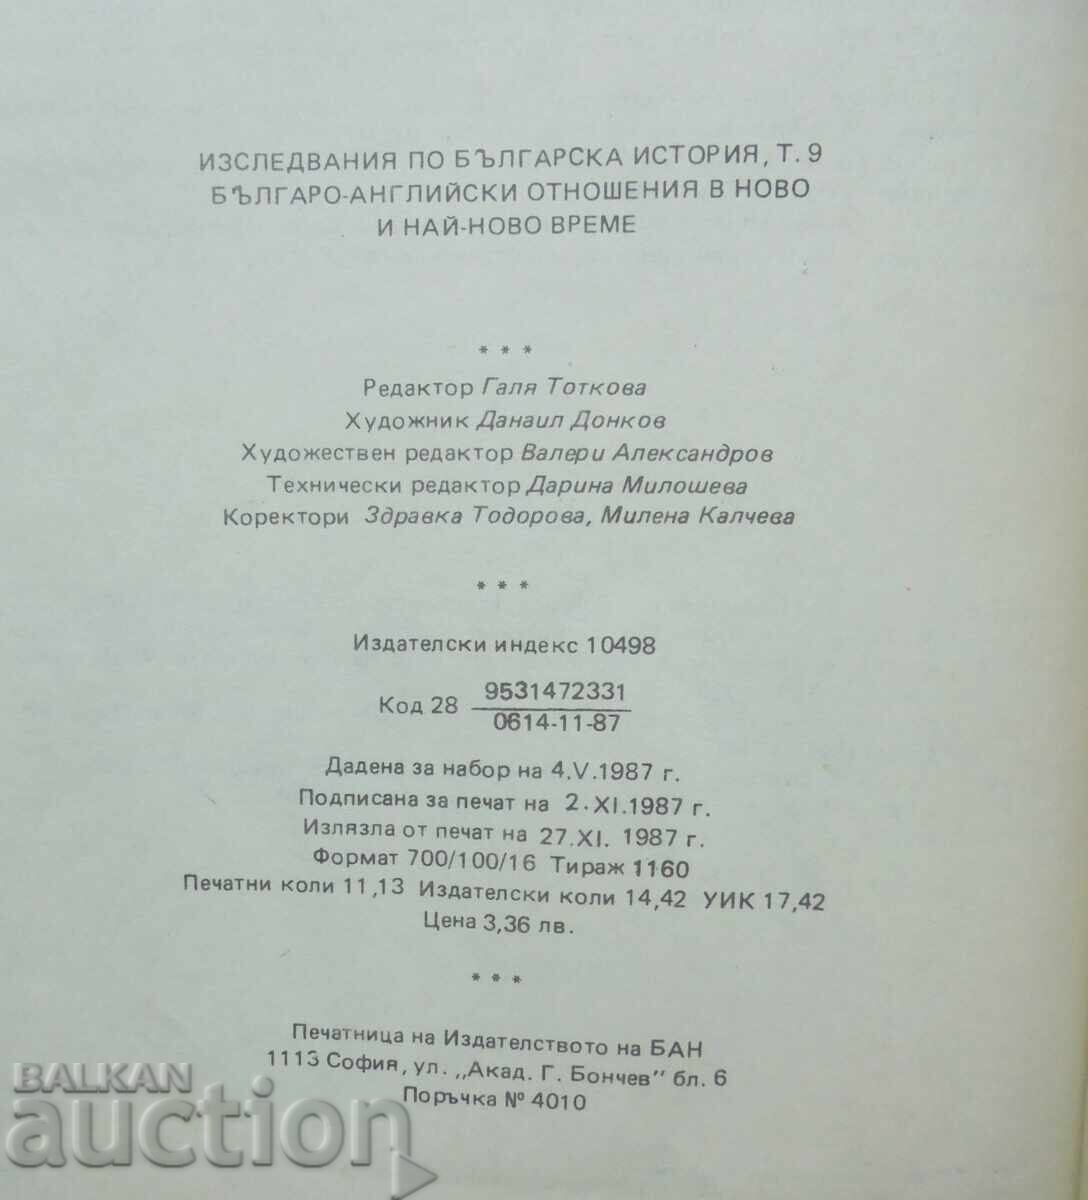 ИЗСЛЕДВАНИЯ ПО БЪЛГАРСКА ИСТОРИЯ, Т. 9
БЪЛГАРО-АНГЛИЙСКИ ОТНОШЕНИЯ В НОВО
И НАЙ-НОВО ВРЕМЕ
* * *
Редактор Галя Тоткова
Художник Данаил Донков
Художествен редактор Валери Александров
Технически редактор Дарина Милошева
Коректори Здравка Тодорова, Милена Калчева
* * *
Издателски индекс 10498
Код 28 9531472331
0614-11-87
Дадена за набор на 4.V.1987 г.
Подписана за печат на 2.XI.1987 г.
Излязла от печат на 27.XI. 1987 г.
Формат 700/100/16 Тираж 1160
Печатни коли 11,13 Издателски коли 14,42 УИК 17,42
Цена 3,36 лв.
* * *
Печатница на Издателството на БАН
1113 София, ул. „Акад. Г. Бончев" бл. 6
Поръчка № 4010
BALKAN
auction